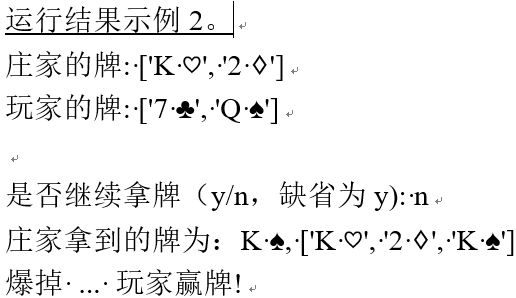 运行结果示例 2。
庄家的牌: ['K ♡', '2 ◊']
玩家的牌: ['7 ♣', 'Q ♠']
是否继续拿牌（y/n，缺省为 y): n
庄家拿到的牌为：K ♠, ['K ♡', '2 ◊', 'K ♠']
爆掉 ... 玩家赢牌!